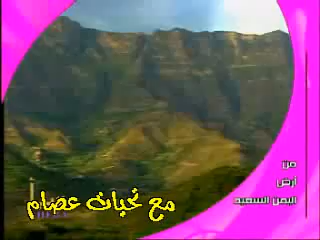 من
أرض
اليمن السعيد
مع تحيات عصام